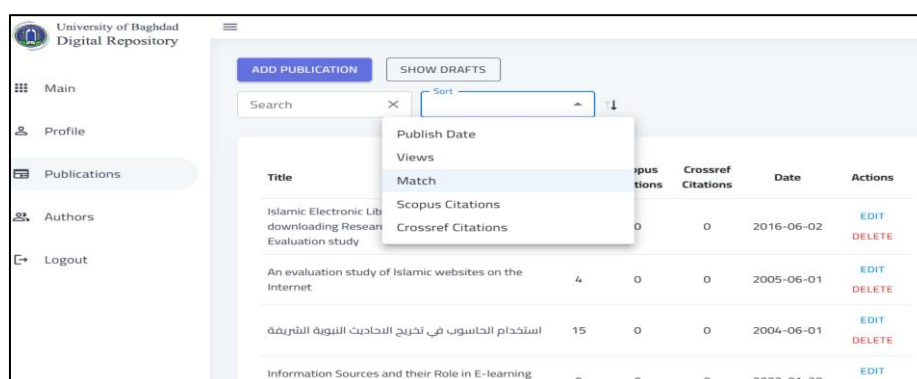 University of Baghdad
Digital Repository
Main
Profile
Publications
Authors
Logout
ADD PUBLICATION
SHOW DRAFTS
Search
Sort
Publish Date
Views
Match
Scopus Citations
Crossref Citations
Title
Crossref
Citations
Date
Actions
Islamic Electronic
downloading
Evaluation study
0
0
2016-06-02
EDIT
DELETE
An evaluation study of Islamic websites on the
Internet
4
0
0
2005-06-01
EDIT
DELETE
استخدام الحاسوب في تخريج الاحاديث النبوية الشريفة
15
0
0
2004-06-01
EDIT
DELETE
Information Sources and their Role in E-learning
EDIT